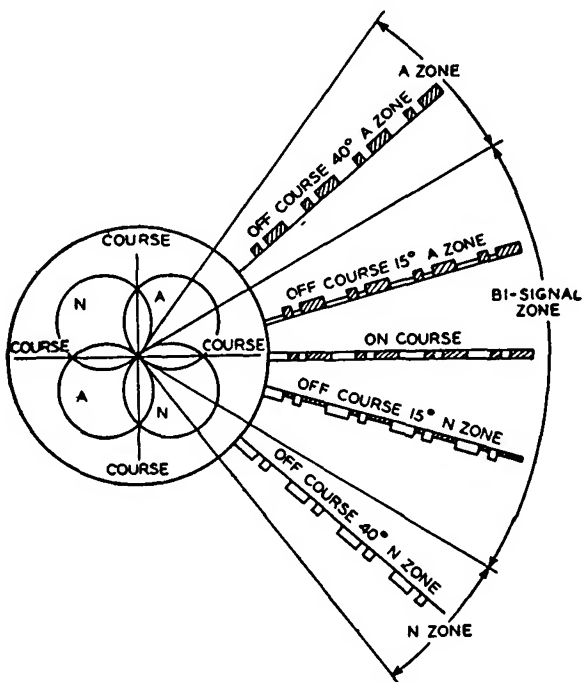 A ZONE
OFF COURSE 40° A ZONE
COURSE
N
A
OFF COURSE 15° A ZONE
BI-SIGNAL
ZONE
COURSE
COURSE
ON COURSE
A
N
OFF COURSE 15° N ZONE
COURSE
OFF COURSE 40° N ZONE
N ZONE